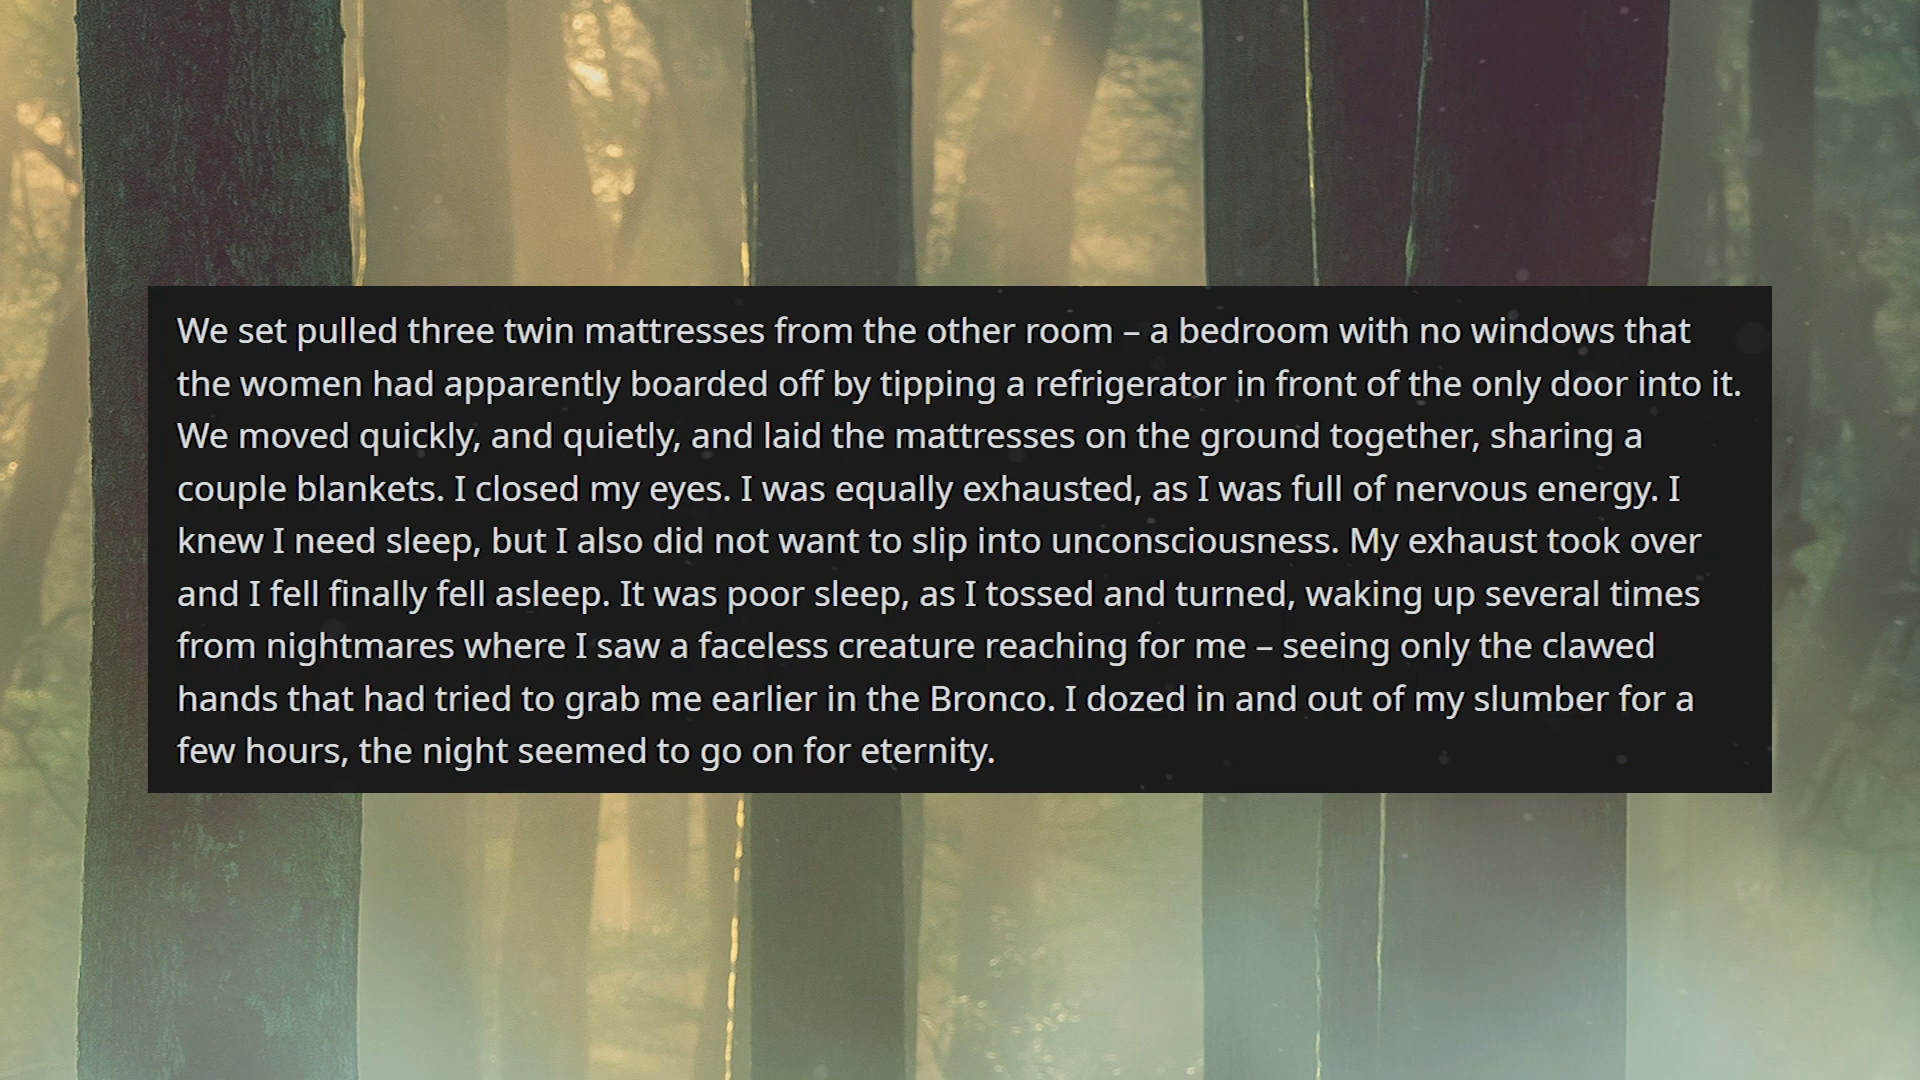 We set pulled three twin mattresses from the other room – a bedroom with no windows that
the women had apparently boarded off by tipping a refrigerator in front of the only door into it.
We moved quickly, and quietly, and laid the mattresses on the ground together, sharing a
couple blankets. I closed my eyes. I was equally exhausted, as I was full of nervous energy. I
knew I need sleep, but I also did not want to slip into unconsciousness. My exhaust took over
and I fell finally fell asleep. It was poor sleep, as I tossed and turned, waking up several times
from nightmares where I saw a faceless creature reaching for me – seeing only the clawed
hands that had tried to grab me earlier in the Bronco. I dozed in and out of my slumber for a
few hours, the night seemed to go on for eternity.